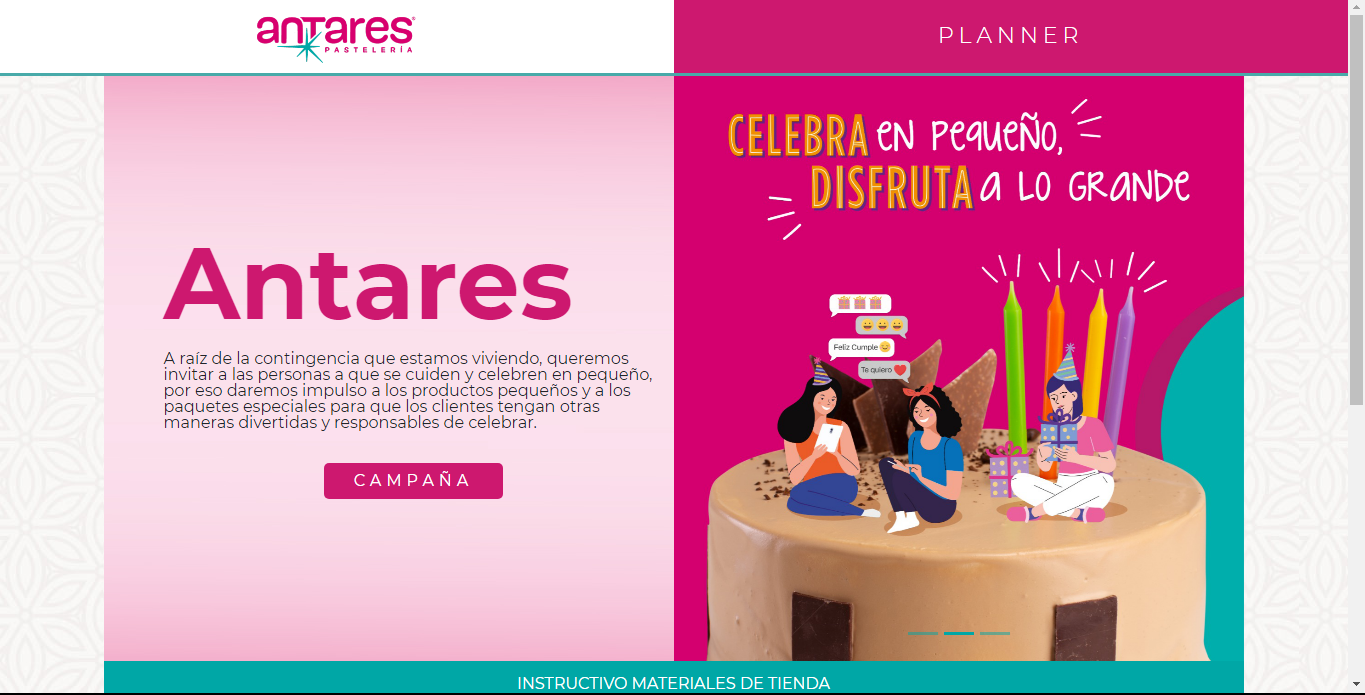 antares®
PASTELERÍA
PLANNER
CELEBRA en pequeño,
DISFRUTA a lo grande
Antares
A raíz de la contingencia que estamos viviendo, queremos
invitar a las personas a que se cuiden y celebren en pequeño,
por eso daremos impulso a los productos pequeños y a los
paquetes especiales para que los clientes tengan otras
maneras divertidas y responsables de celebrar.
CAMPAÑA
Feliz Cumple
Te quiero
INSTRUCTIVO MATERIALES DE TIENDA